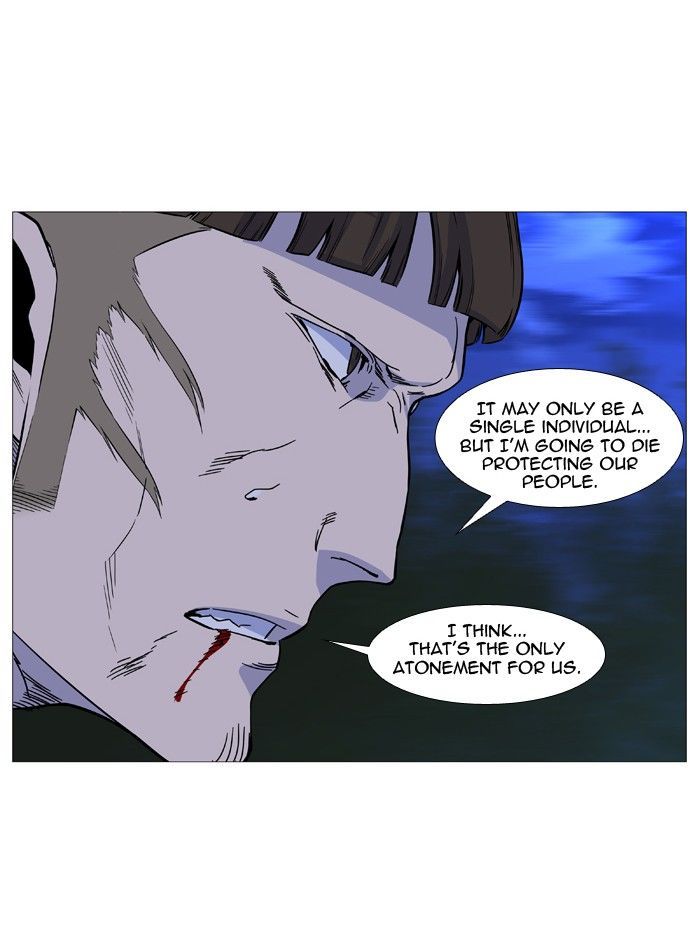 IT MAY ONLY BE A
SINGLE INDIVIDUAL...
BUT I'M GOING TO DIE
PROTECTING OUR
PEOPLE.
I THINK...
THAT'S THE ONLY
ATONEMENT FOR US.